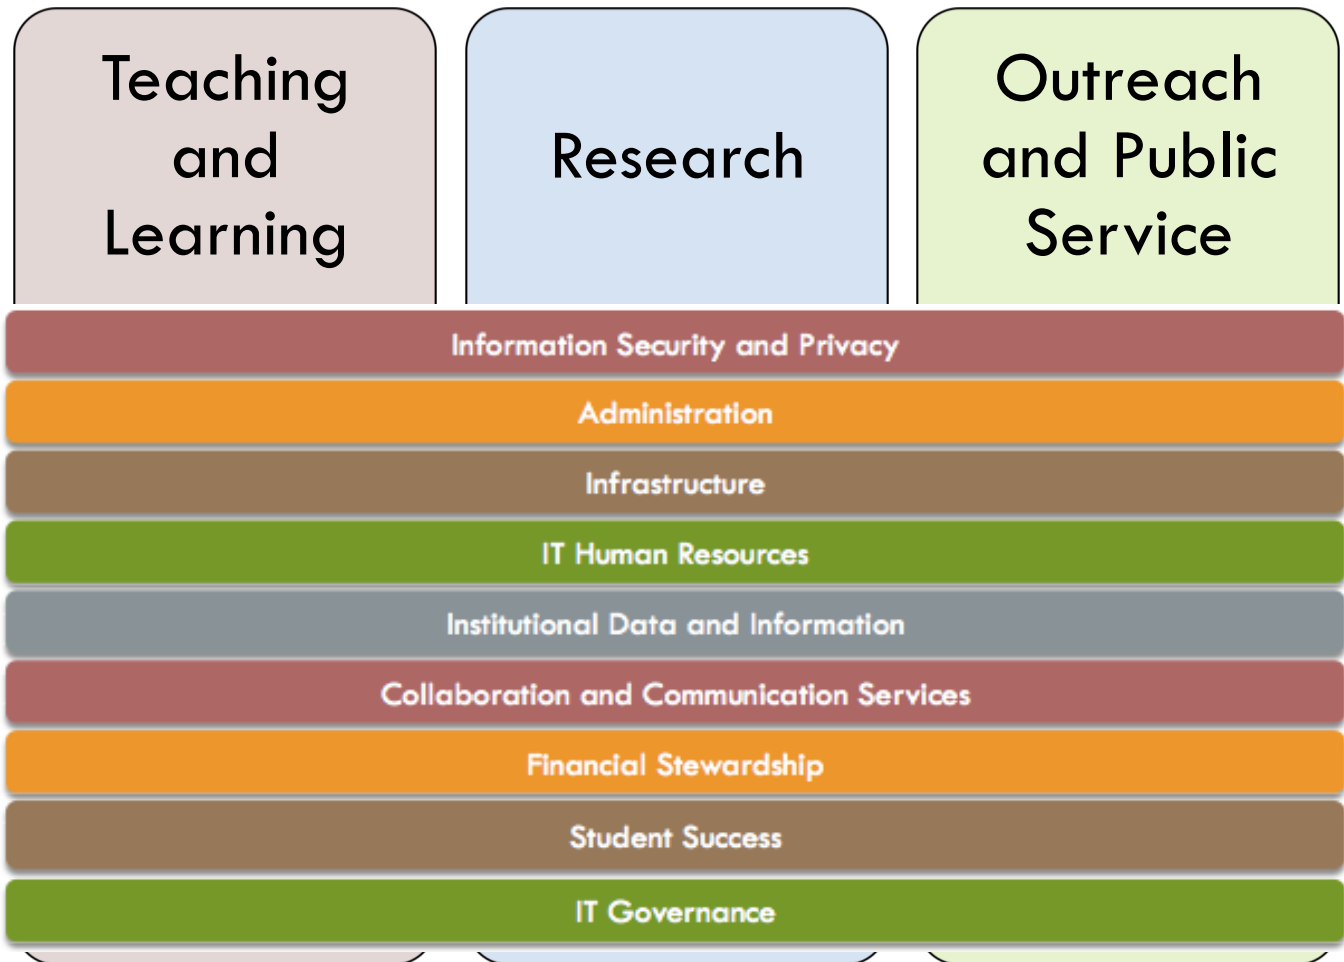 Teaching
and
Learning
Research
Outreach
and Public
Service
Information Security and Privacy
Administration
Infrastructure
IT Human Resources
Institutional Data and Information
Collaboration and Communication Services
Financial Stewardship
Student Success
IT Governance